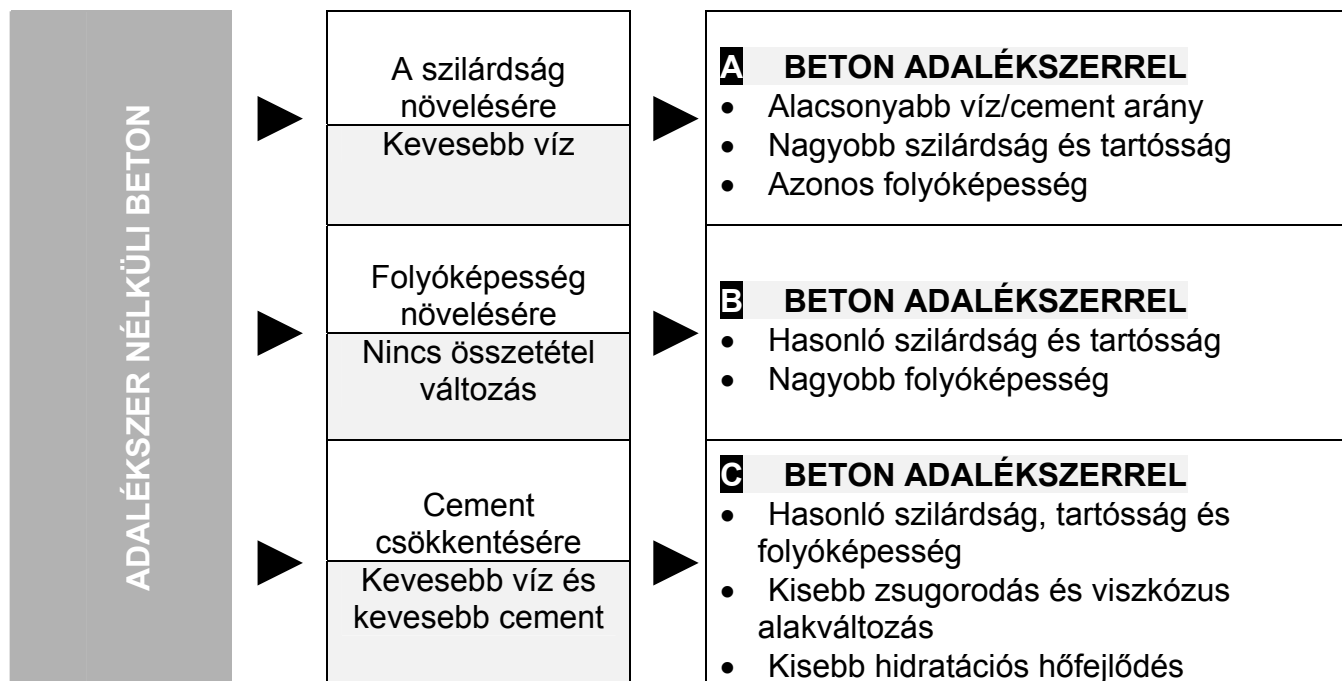 ADALÉKSZER NÉLKÜLI BETON
A szilárdság
növelésére
Kevesebb víz
A BETON ADALÉKSZERREL
• Alacsonyabb víz/cement arány
• Nagyobb szilárdság és tartósság
• Azonos folyóképesség
Folyóképesség
növelésére
Nincs összetétel
változás
B BETON ADALÉKSZERREL
• Hasonló szilárdság és tartósság
• Nagyobb folyóképesség
Cement
csökkentésére
Kevesebb víz és
kevesebb cement
C BETON ADALÉKSZERREL
• Hasonló szilárdság, tartósság és
folyóképesség
• Kisebb zsugorodás és viszkózus
alakváltozás
• Kisebb hidratációs hőfejlődés